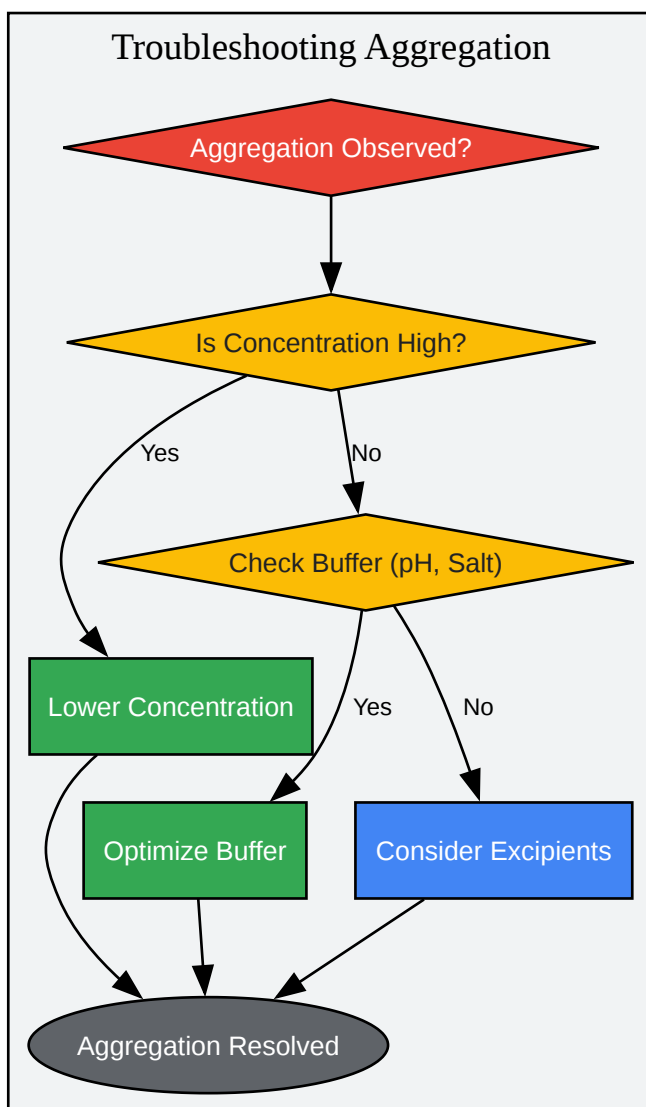 Troubleshooting Aggregation
Aggregation Observed?
Is Concentration High?
Yes
No
Check Buffer (pH, Salt)
Lower Concentration
Yes
No
Optimize Buffer
Consider Excipients
Aggregation Resolved